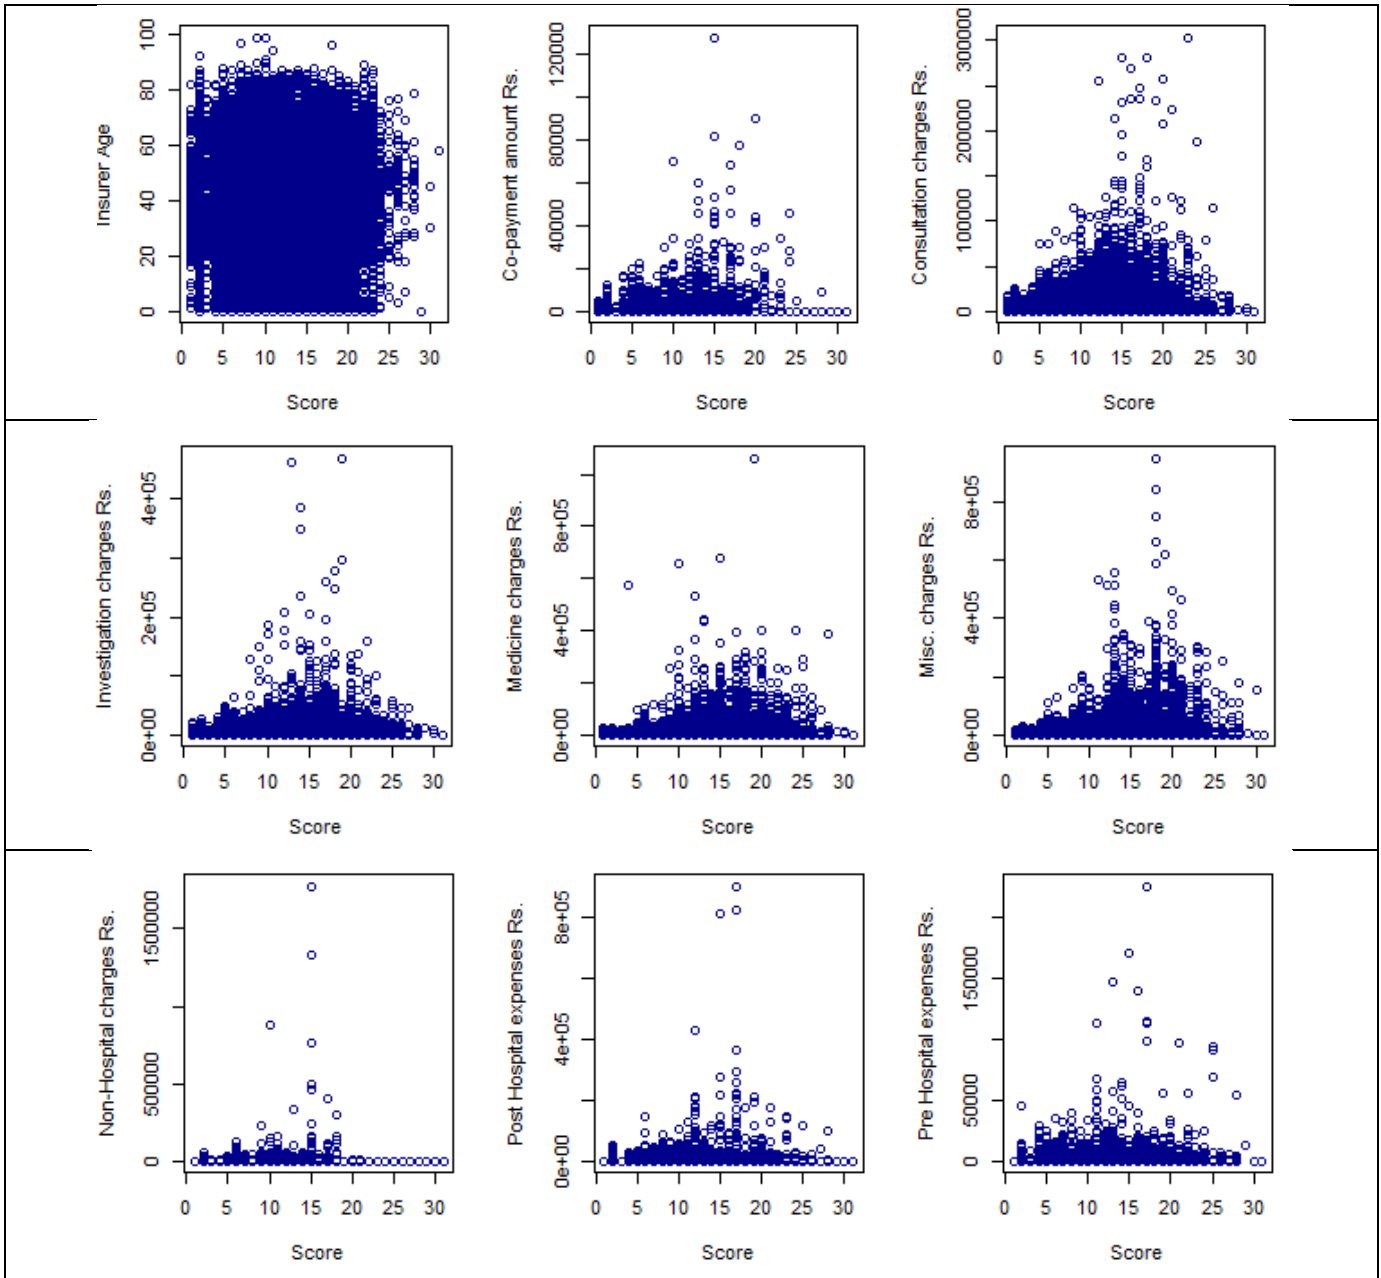 Insurer Age
0 20 40 60 80 100
0 5 10 15 20 25 30
Score
Co-payment amount Rs.
0 40000 80000 120000
0 5 10 15 20 25 30
Score
Consultation charges Rs.
0 100000 200000 300000
0 5 10 15 20 25 30
Score
Investigation charges Rs.
0e+00 2e+05 4e+05
0 5 10 15 20 25 30
Score
Medicine charges Rs.
0e+00 4e+05 8e+05
0 5 10 15 20 25 30
Score
Misc. charges Rs.
0e+00 4e+05 8e+05
0 5 10 15 20 25 30
Score
Non-Hospital charges Rs.
0 500000 1500000
0 5 10 15 20 25 30
Score
Post Hospital expenses Rs.
0e+00 4e+05 8e+05
0 5 10 15 20 25 30
Score
Pre Hospital expenses Rs.
0 50000 150000
0 5 10 15 20 25 30
Score